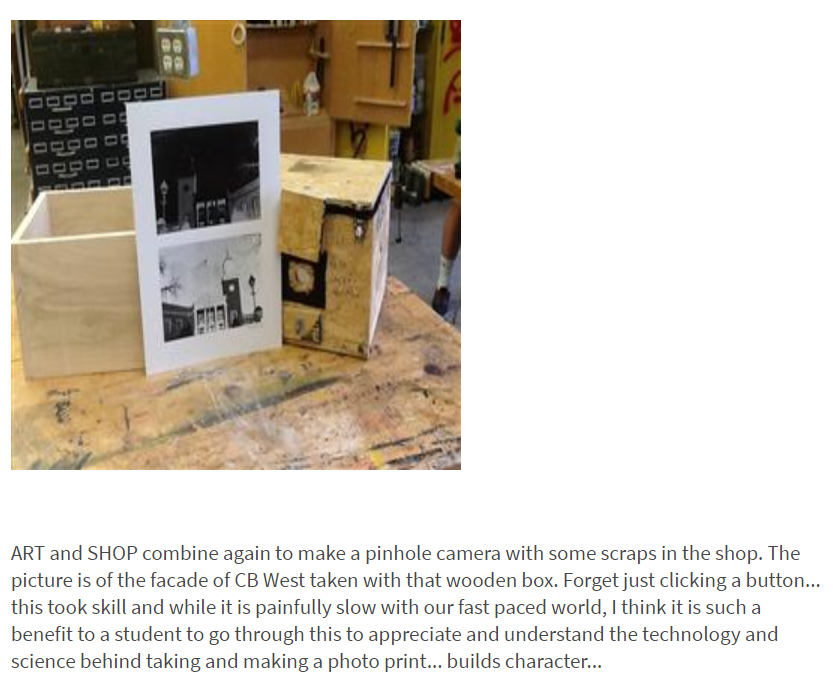 ART and SHOP combine again to make a pinhole camera with some scraps in the shop. The
picture is of the facade of CB West taken with that wooden box. Forget just clicking a button...
this took skill and while it is painfully slow with our fast paced world, I think it is such a
benefit to a student to go through this to appreciate and understand the technology and
science behind taking and making a photo print... builds character...